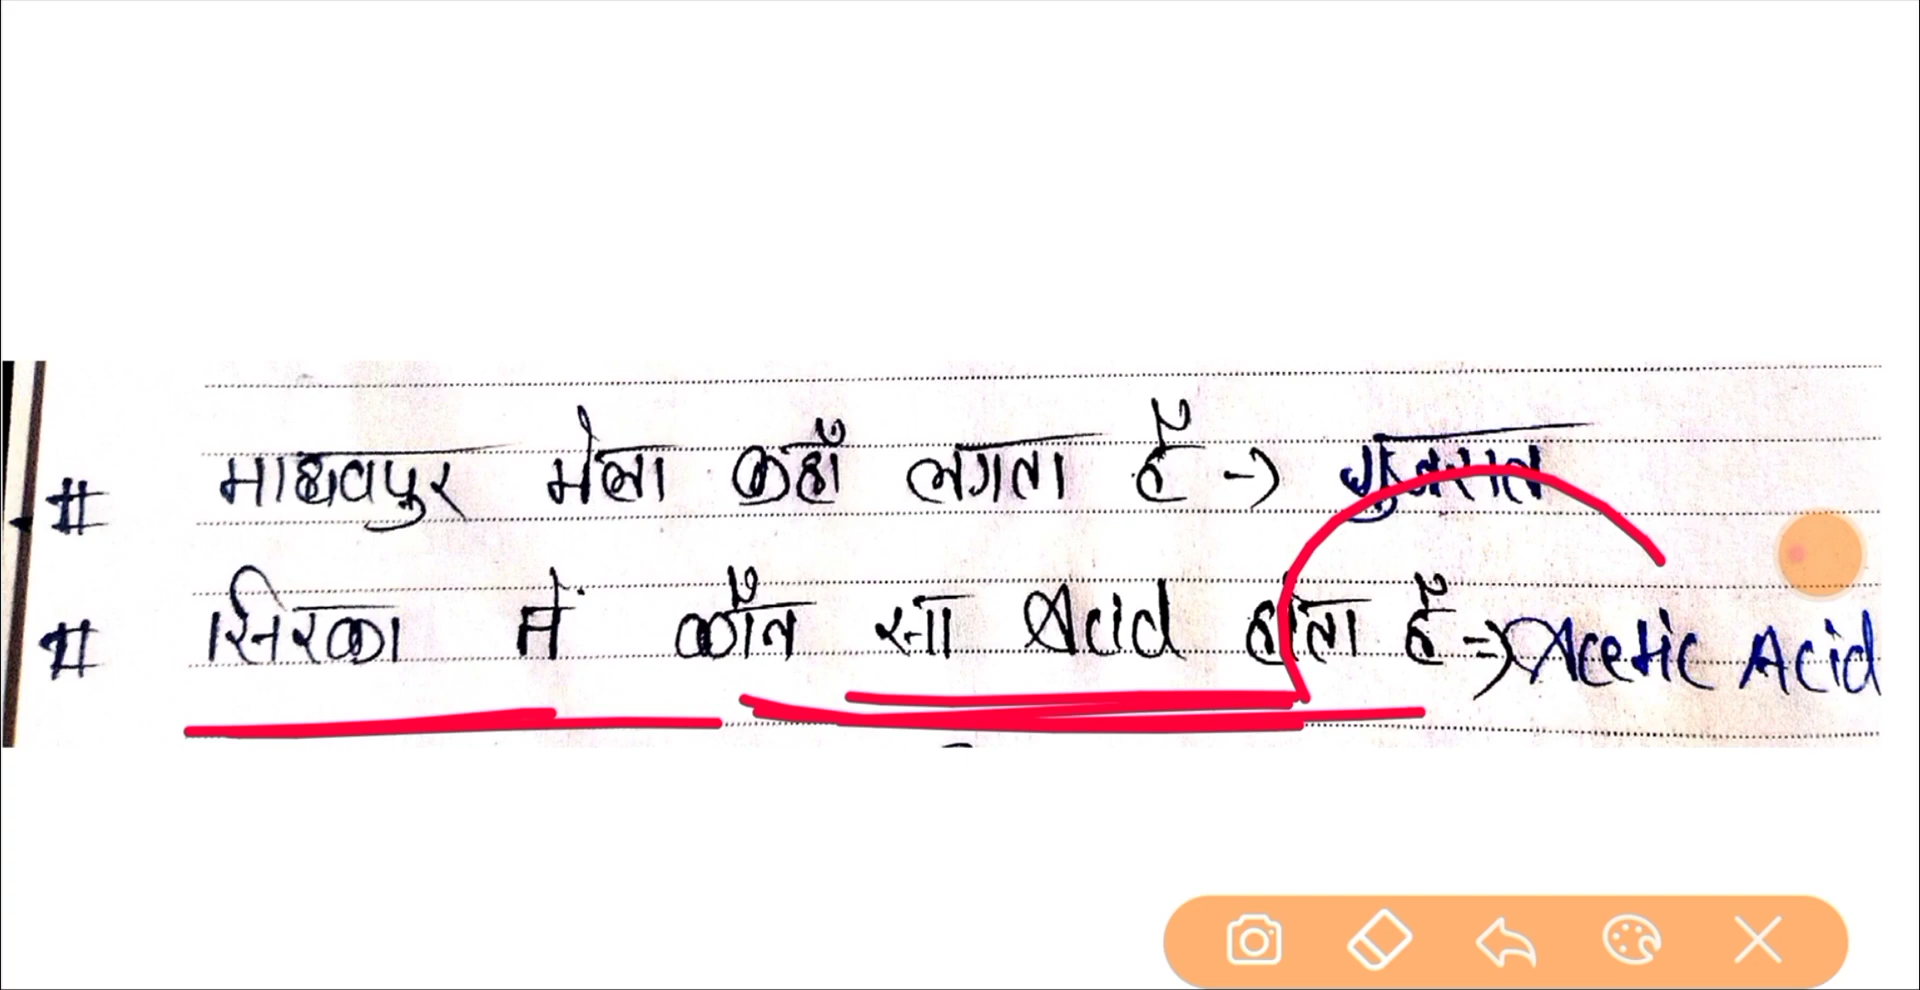 # माधवपुर मेला कहाँ लगता है -> गुजरात
# सिरका में कौन सा Acid होता है -> Acetic Acid